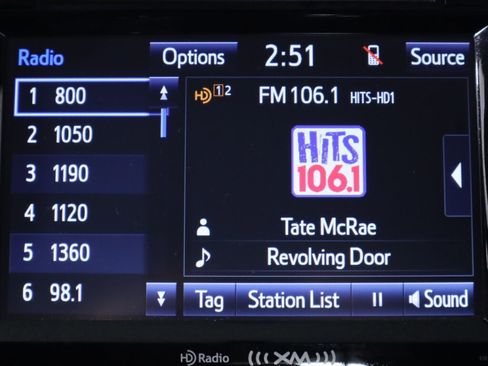 Radio
Options
2:51
Source
1 800
2 1050
3 1190
4 1120
5 1360
6 98.1
HD 1 2
FM 106.1 HITS-HD1
HiTS
106.1
Tate McRae
Revolving Door
Tag
Station List
Sound
HD Radio
(((XM)))